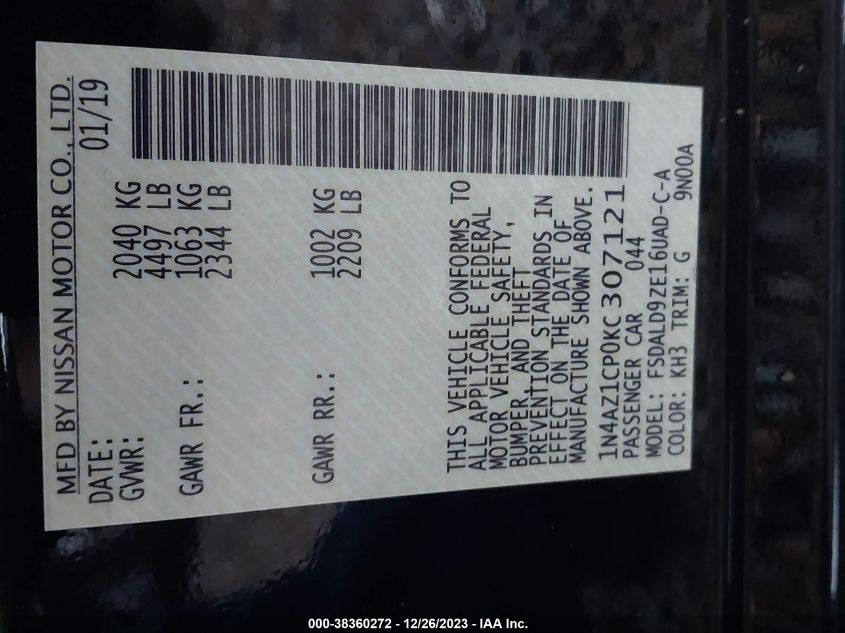 MFD BY NISSAN MOTOR CO., LTD.
DATE: 01/19
GVWR: 2040 KG
4497 LB
GAWR FR.: 1063 KG
2344 LB
GAWR RR.: 1002 KG
2209 LB
THIS VEHICLE CONFORMS TO
ALL APPLICABLE FEDERAL
MOTOR VEHICLE SAFETY,
BUMPER, AND THEFT
PREVENTION STANDARDS IN
EFFECT ON THE DATE OF
MANUFACTURE SHOWN ABOVE.
1N4AZ1CP0KC307121
PASSENGER CAR 044
MODEL: FSDALD9ZE16UAD-C-A
COLOR: KH3 TRIM: G 9N00A
000-38360272 - 12/26/2023 - IAA Inc.